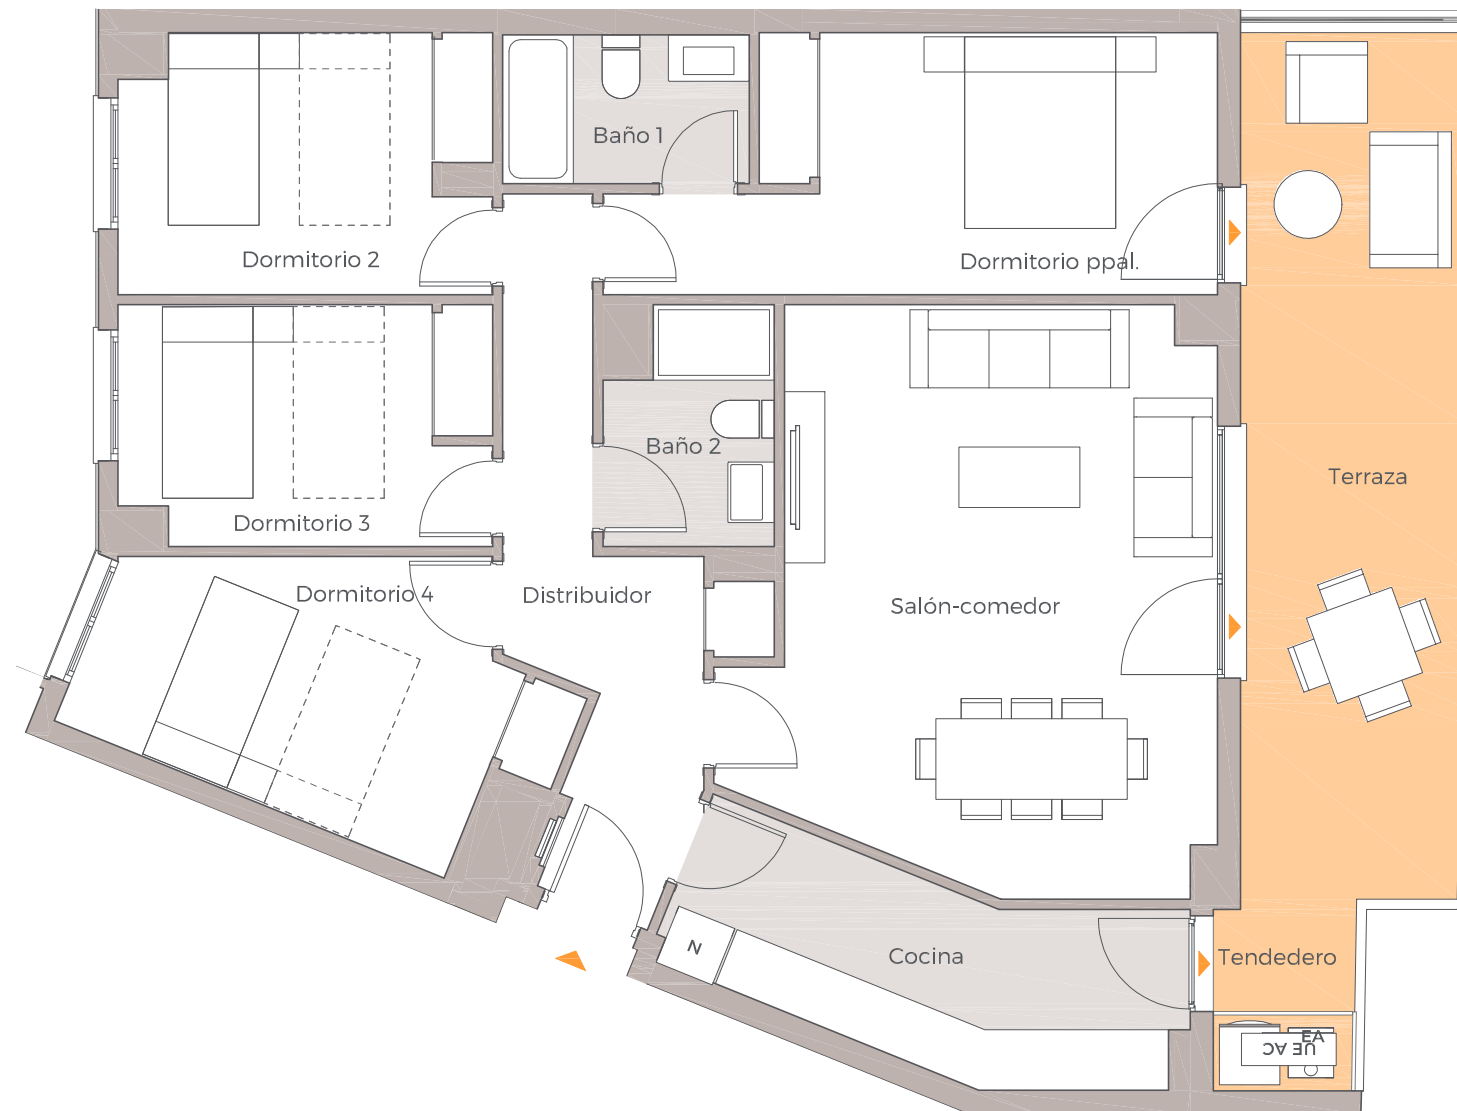 Baño 1
Dormitorio 2
Dormitorio ppal.
Baño 2
Terraza
Dormitorio 3
Dormitorio 4
Distribuidor
Salón-comedor
N
Cocina
Tendedero
EA
UE AC